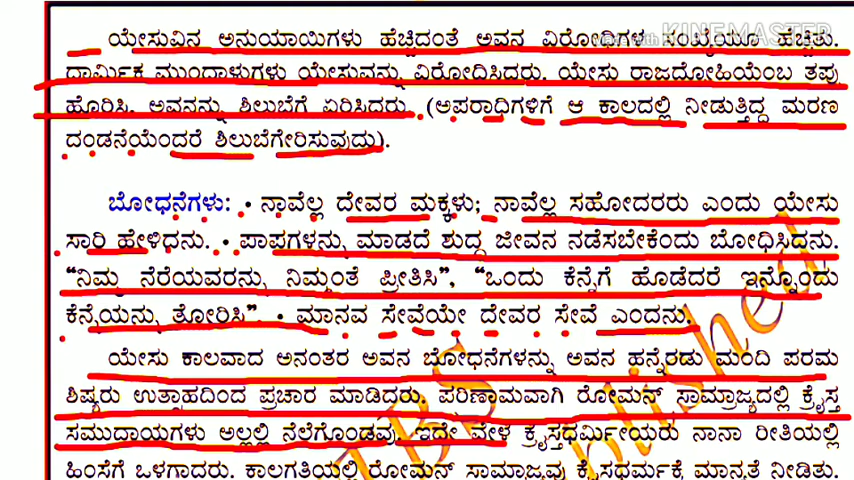 ಯೇಸುವಿನ ಅನುಯಾಯಿಗಳು ಹೆಚ್ಚಿದಂತೆ ಅವನ ವಿರೋಧಿಗಳ ಸಂಖ್ಯೆಯೂ ಹೆಚ್ಚಿತು.
ಧಾರ್ಮಿಕ ಮುಂದಾಳುಗಳು ಯೇಸುವನ್ನು ವಿರೋಧಿಸಿದರು. ಯೇಸು ರಾಜದ್ರೋಹಿಯೆಂಬ ತಪ್ಪು
ಹೊರಿಸಿ, ಅವನನ್ನು ಶಿಲುಬೆಗೆ ಏರಿಸಿದರು. (ಅಪರಾಧಿಗಳಿಗೆ ಆ ಕಾಲದಲ್ಲಿ ನೀಡುತ್ತಿದ್ದ ಮರಣ
ದಂಡನೆಯೆಂದರೆ ಶಿಲುಬೆಗೇರಿಸುವುದು).
ಬೋಧನೆಗಳು: • ನಾವೆಲ್ಲ ದೇವರ ಮಕ್ಕಳು; ನಾವೆಲ್ಲ ಸಹೋದರರು ಎಂದು ಯೇಸು
ಸಾರಿ ಹೇಳಿದನು. • ಪಾಪಗಳನ್ನು ಮಾಡದೆ ಶುದ್ಧ ಜೀವನ ನಡೆಸಬೇಕೆಂದು ಬೋಧಿಸಿದನು.
“ನಿಮ್ಮ ನೆರೆಯವರನ್ನು ನಿಮ್ಮಂತೆ ಪ್ರೀತಿಸಿ”, “ಒಂದು ಕೆನ್ನೆಗೆ ಹೊಡೆದರೆ ಇನ್ನೊಂದು
ಕೆನ್ನೆಯನ್ನು ತೋರಿಸಿ”. • ಮಾನವ ಸೇವೆಯೇ ದೇವರ ಸೇವೆ ಎಂದನು.
ಯೇಸು ಕಾಲವಾದ ಅನಂತರ ಅವನ ಬೋಧನೆಗಳನ್ನು ಅವನ ಹನ್ನೆರಡು ಮಂದಿ ಪರಮ
ಶಿಷ್ಯರು ಉತ್ಸಾಹದಿಂದ ಪ್ರಚಾರ ಮಾಡಿದ್ದರು. ಪರಿಣಾಮವಾಗಿ ರೋಮನ್ ಸಾಮ್ರಾಜ್ಯದಲ್ಲಿ ಕ್ರೈಸ್ತ
ಸಮುದಾಯಗಳು ಅಲ್ಲಲ್ಲಿ ನೆಲೆಗೊಂಡವು. ಇದೇ ವೇಳೆ ಕ್ರೈಸ್ತಧರ್ಮೀಯರು ನಾನಾ ರೀತಿಯಲ್ಲಿ
ಹಿಂಸೆಗೆ ಒಳಗಾದರು. ಕಾಲಗತಿಯಲ್ಲಿ ರೋಮನ್ ಸಾಮ್ರಾಜ್ಯವು ಕ್ರೈಸ್ತಧರ್ಮಕ್ಕೆ ಮಾನ್ಯತೆ ನೀಡಿತು.
Made with KINEMASTER